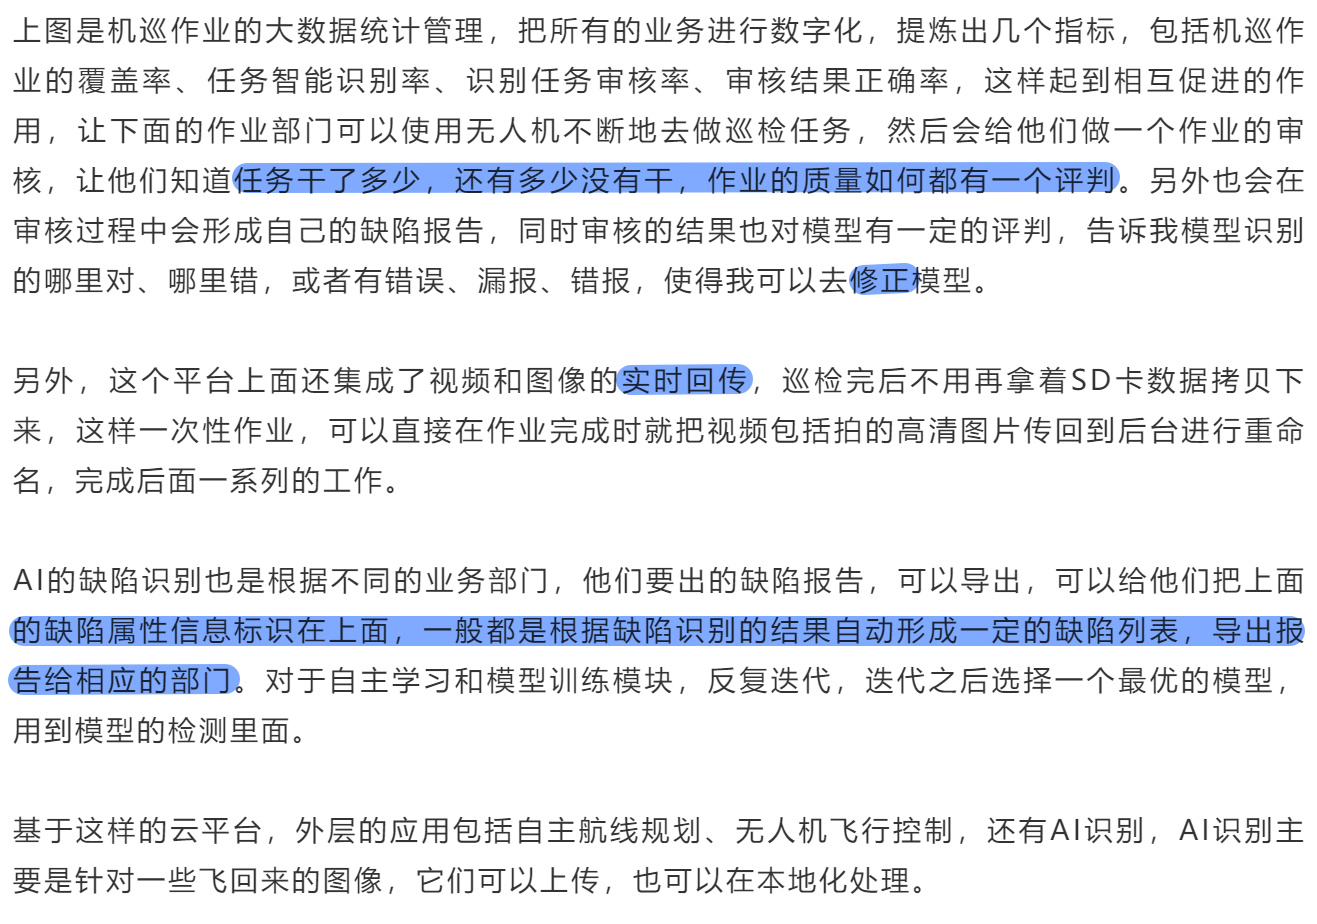 上图是机巡作业的大数据统计管理，把所有的业务进行数字化，提炼出几个指标，包括机巡作
业的覆盖率、任务智能识别率、识别任务审核率、审核结果正确率，这样起到相互促进的作
用，让下面的作业部门可以使用无人机不断地去做巡检任务，然后会给他们做一个作业的审
核，让他们知道任务干了多少，还有多少没有干，作业的质量如何都有一个评判。另外也会在
审核过程中会形成自己的缺陷报告，同时审核的结果也对模型有一定的评判，告诉我模型识别
的哪里对、哪里错，或者有错误、漏报、错报，使得我可以去修正模型。
另外，这个平台上面还集成了视频和图像的实时回传，巡检完后不用再拿着SD卡数据拷贝下
来，这样一次性作业，可以直接在作业完成时就把视频包括拍的高清图片传回到后台进行重命
名，完成后面一系列的工作。
AI的缺陷识别也是根据不同的业务部门，他们要出的缺陷报告，可以导出，可以给他们把上面
的缺陷属性信息标识在上面，一般都是根据缺陷识别的结果自动形成一定的缺陷列表，导出报
告给相应的部门。对于自主学习和模型训练模块，反复迭代，迭代之后选择一个最优的模型，
用到模型的检测里面。
基于这样的云平台，外层的应用包括自主航线规划、无人机飞行控制，还有AI识别，AI识别主
要是针对一些飞回来的图像，它们可以上传，也可以在本地化处理。